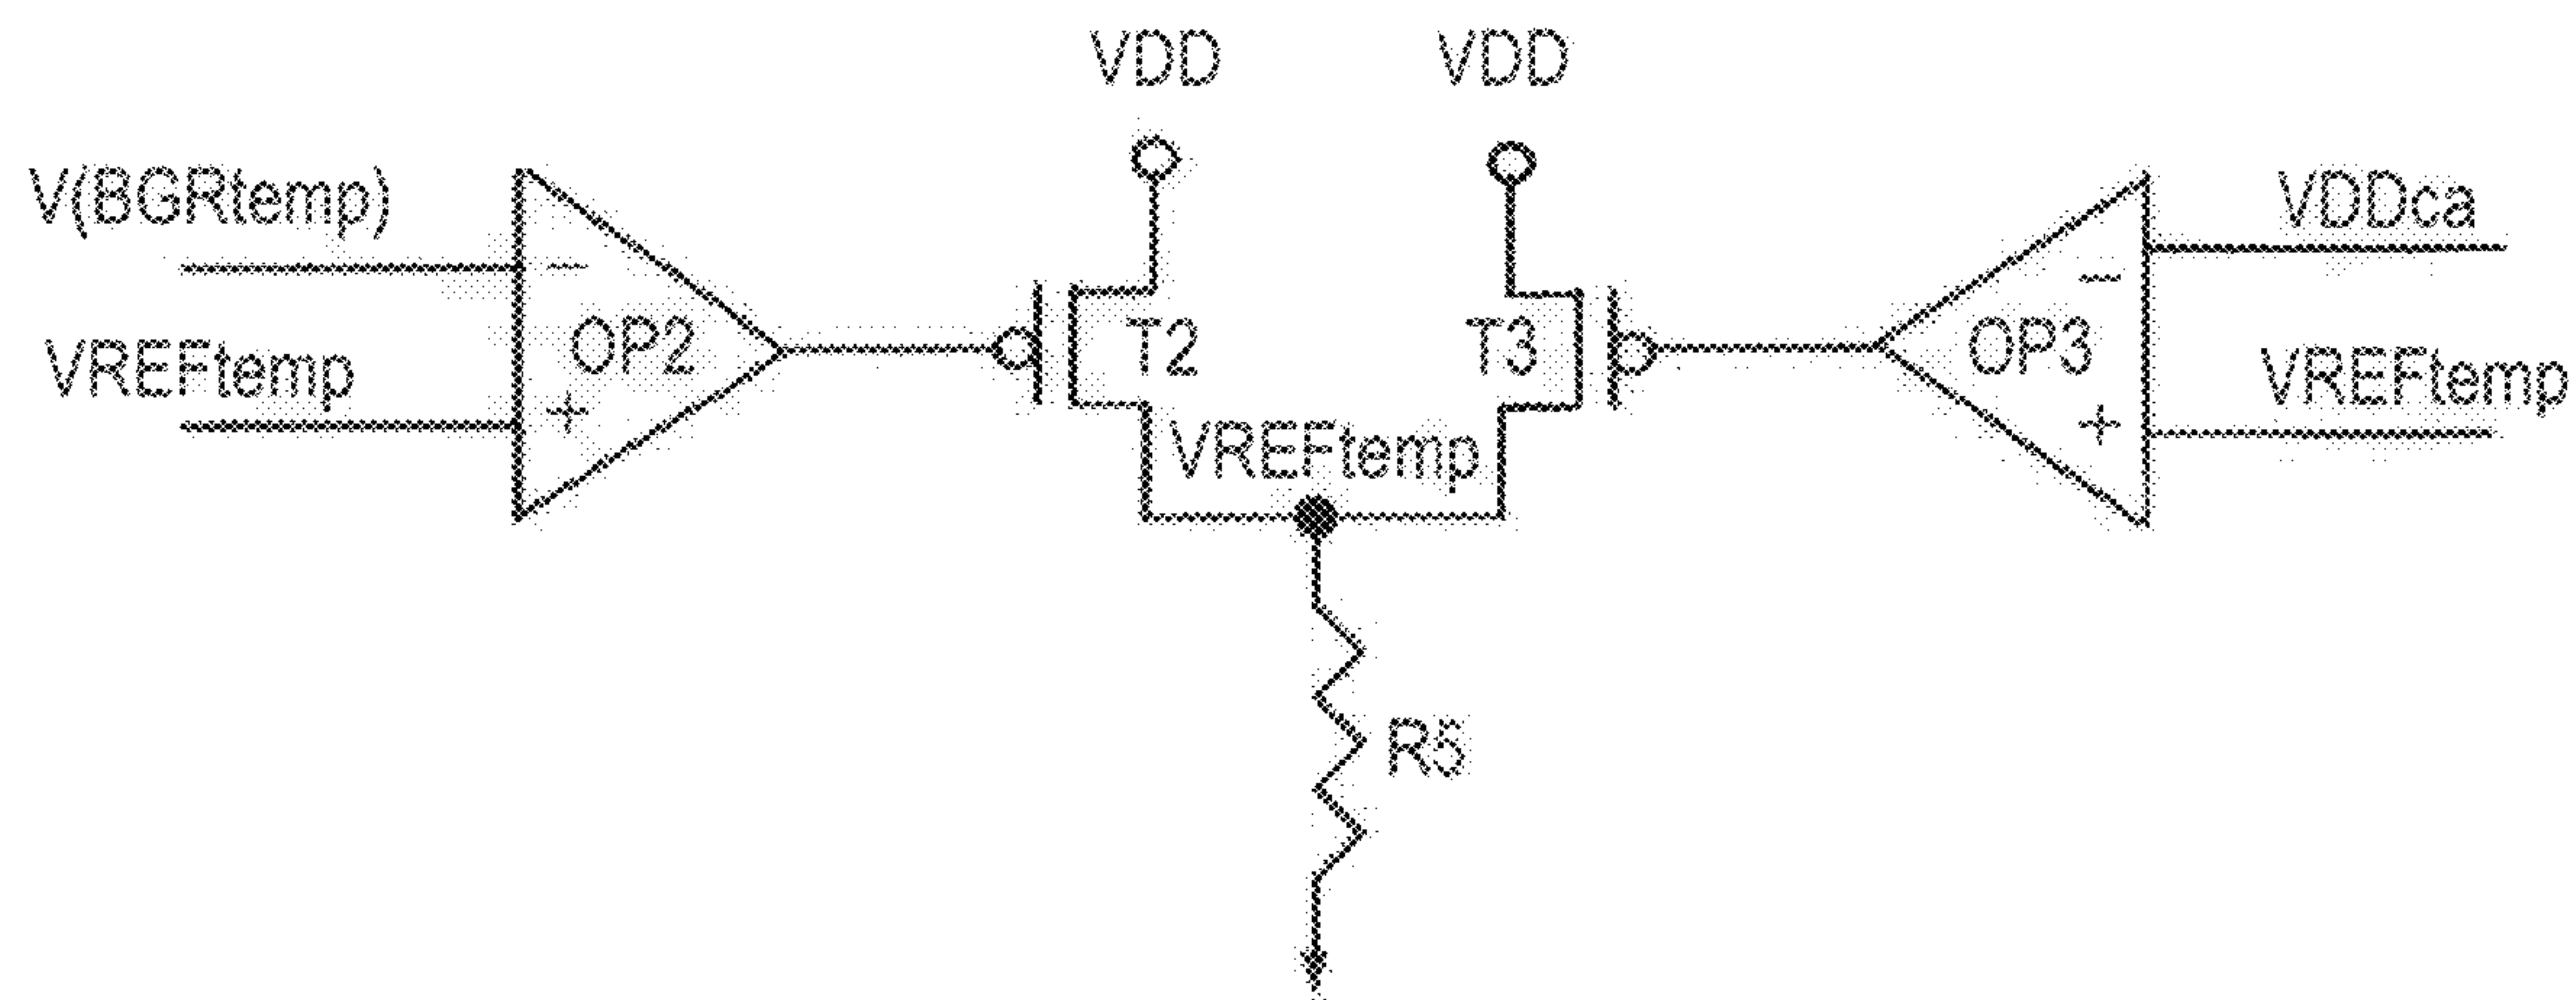 VDD
VDD
V(BGRtemp)
VDDca
−
−
OP2
T2
T3
OP3
VREFtemp
VREFtemp
+
+
VREFtemp
R5